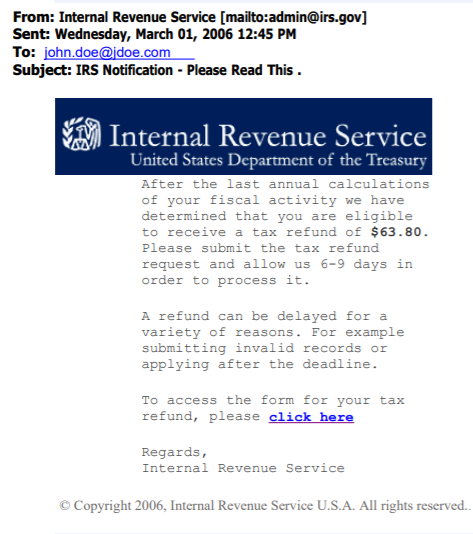 From: Internal Revenue Service [mailto:admin@irs.gov]
Sent: Wednesday, March 01, 2006 12:45 PM
To: john.doe@jdoe.com
Subject: IRS Notification - Please Read This .
Internal Revenue Service
United States Department of the Treasury
After the last annual calculations
of your fiscal activity we have
determined that you are eligible
to receive a tax refund of $63.80.
Please submit the tax refund
request and allow us 6-9 days in
order to process it.
A refund can be delayed for a
variety of reasons. For example
submitting invalid records or
applying after the deadline.
To access the form for your tax
refund, please click here
Regards,
Internal Revenue Service
© Copyright 2006, Internal Revenue Service U.S.A. All rights reserved..